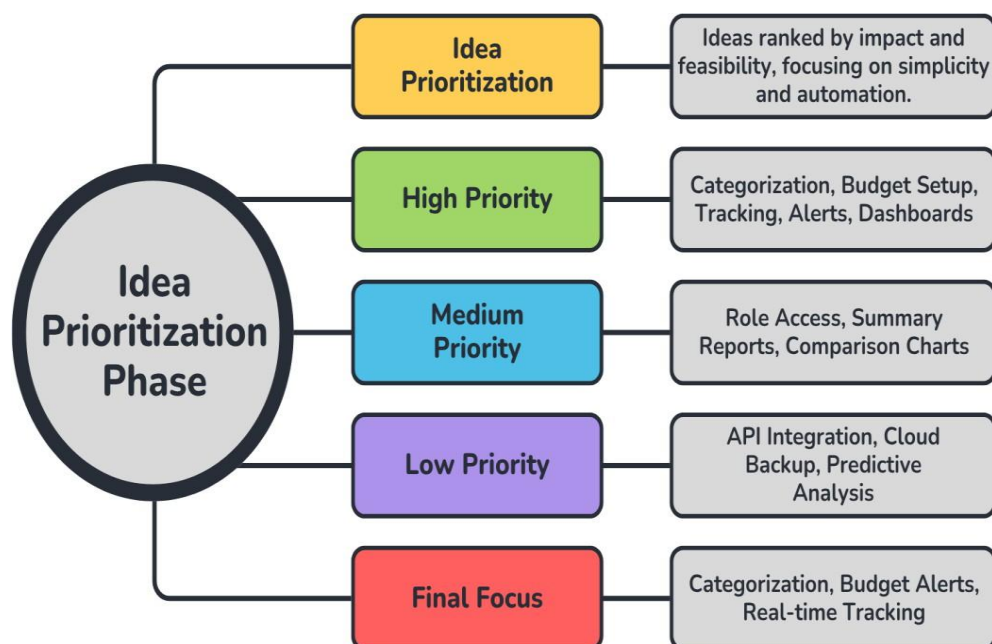 Idea
Prioritization
Phase
Idea
Prioritization
Ideas ranked by impact and
feasibility, focusing on simplicity
and automation.
High Priority
Categorization, Budget Setup,
Tracking, Alerts, Dashboards
Medium
Priority
Role Access, Summary
Reports, Comparison Charts
Low Priority
API Integration, Cloud
Backup, Predictive
Analysis
Final Focus
Categorization, Budget Alerts,
Real-time Tracking